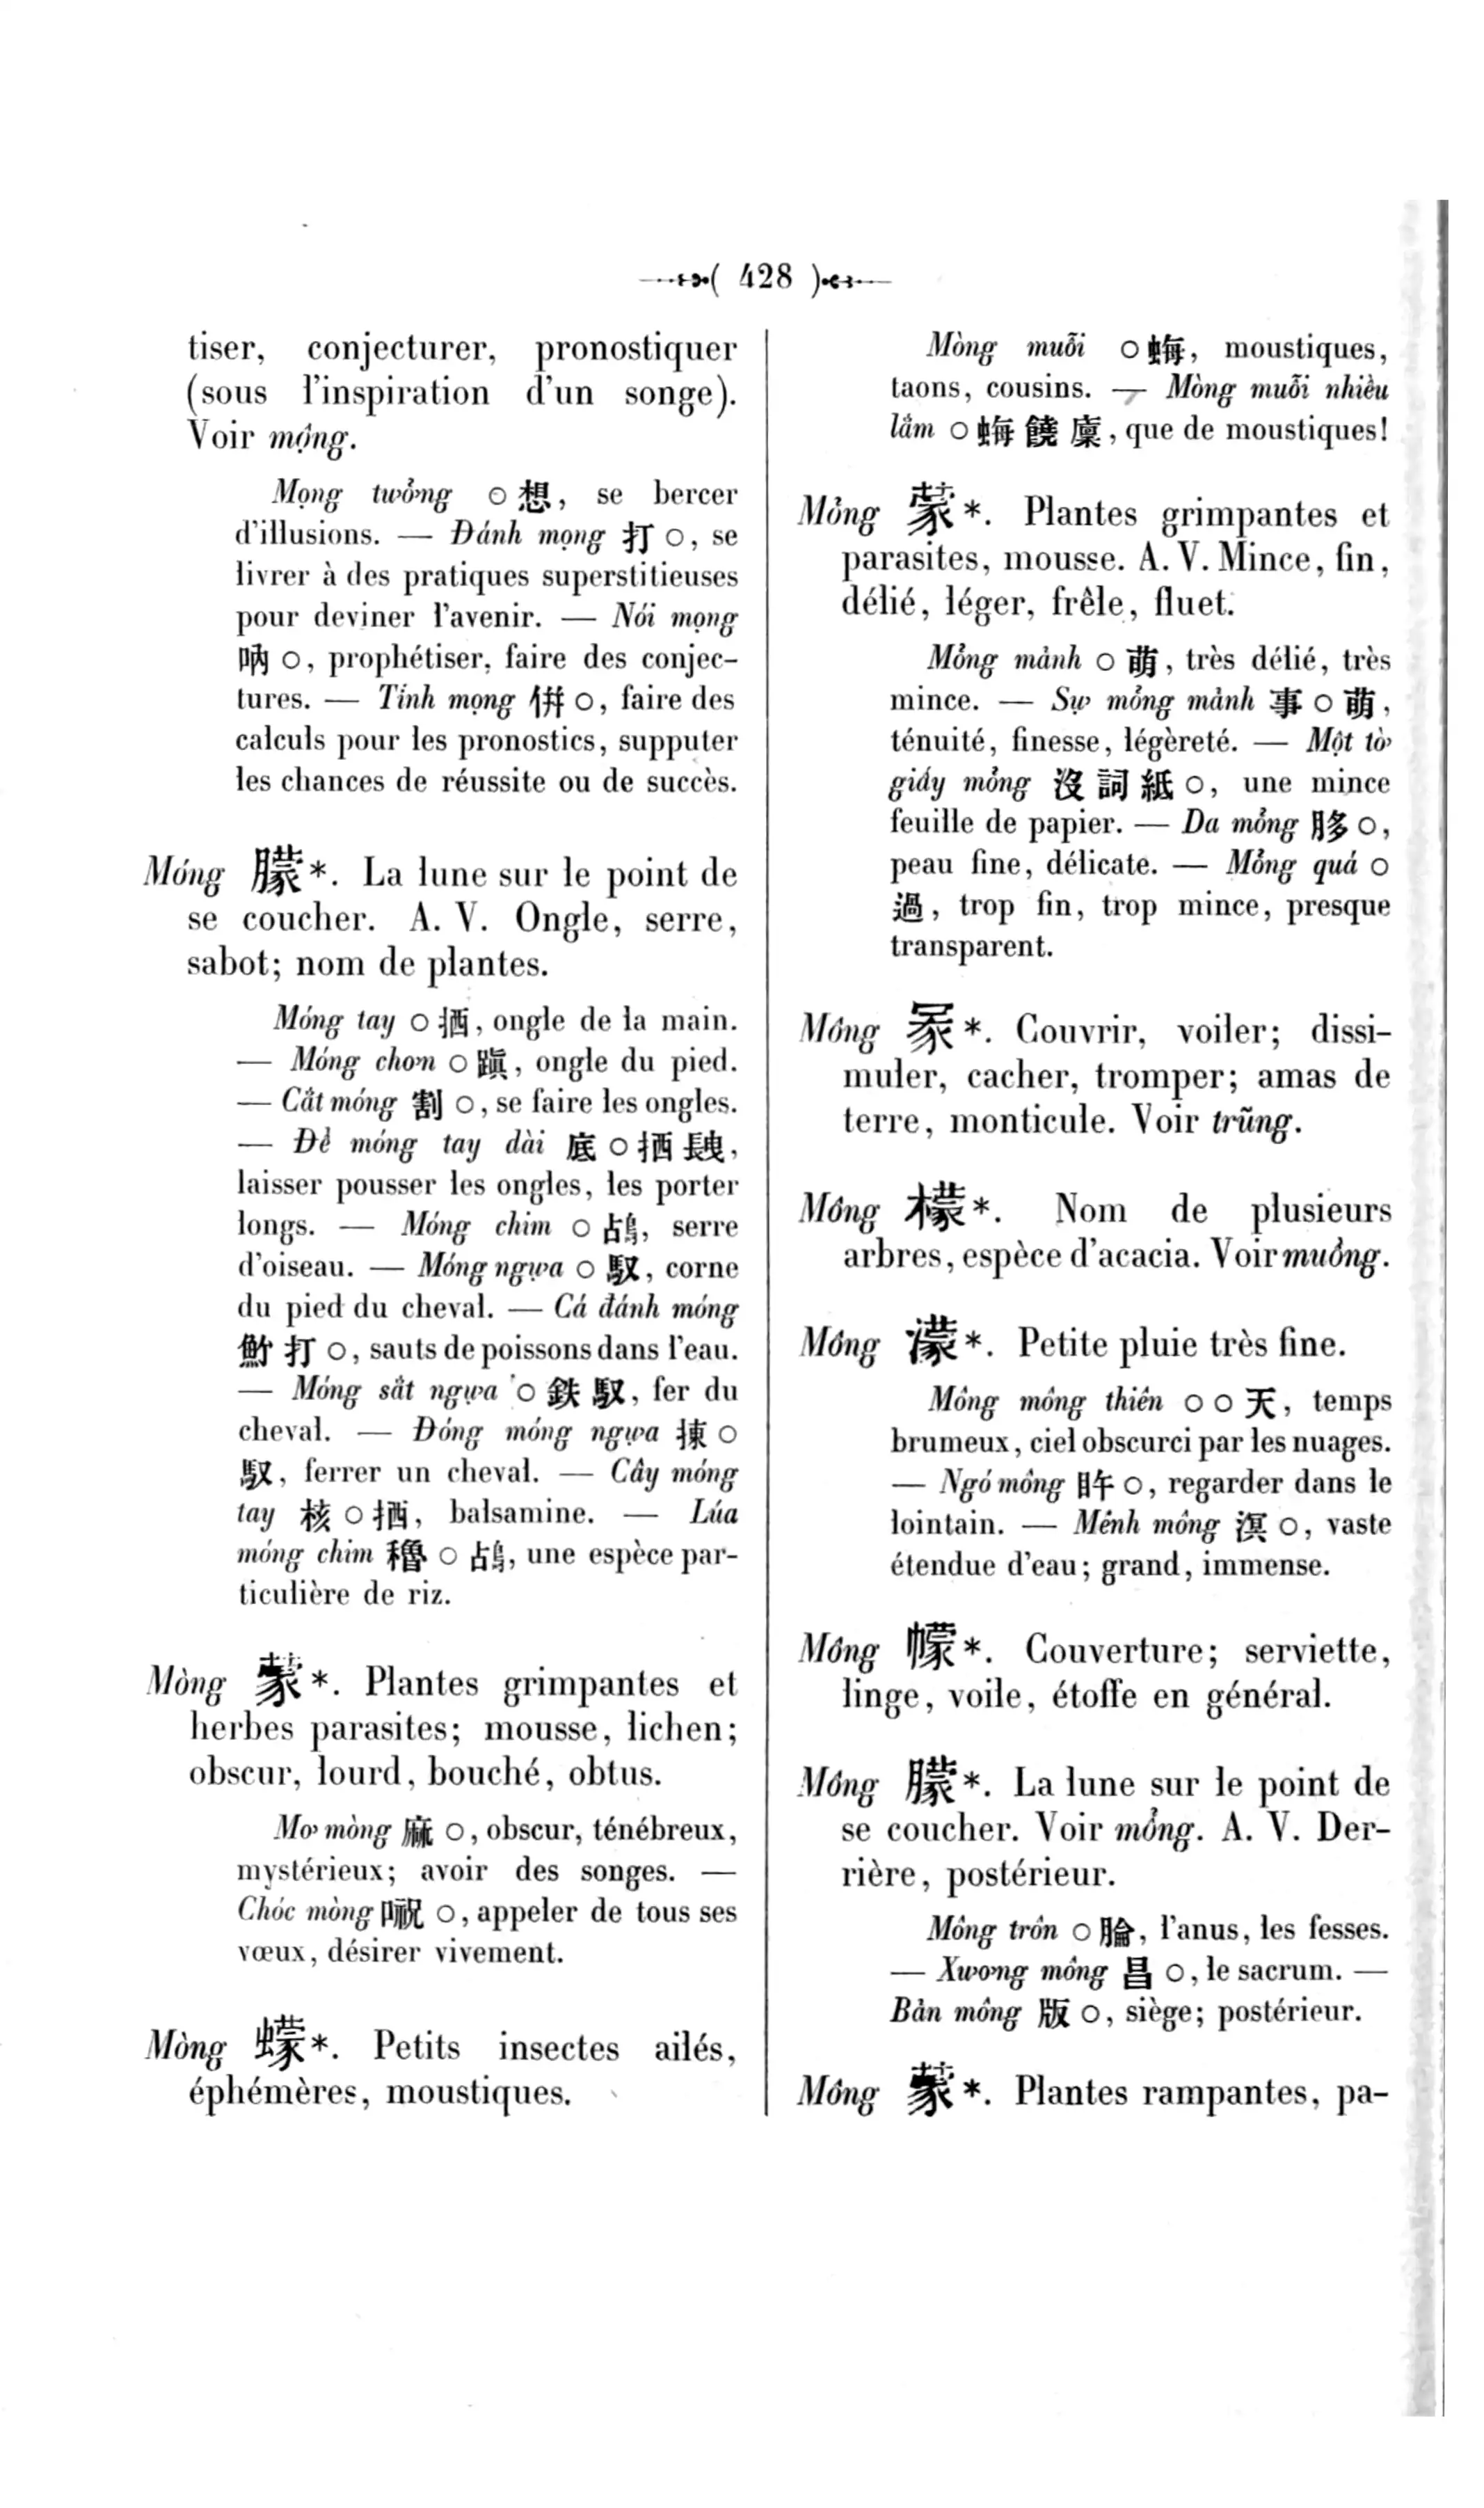 ( 428 )
tiser, conjecturer, pronostiquer
(sous l'inspiration d'un songe).
Voir mộng.
Mọng tưởng ○ 想, se bercer
d'illusions. — Đánh mọng 打 ○, se
livrer à des pratiques superstitieuses
pour deviner l'avenir. — Nói mọng
吶 ○, prophétiser, faire des conjec-
tures. — Tính mọng 併 ○, faire des
calculs pour les pronostics, supputer
les chances de réussite ou de succès.
Móng 朦*. La lune sur le point de
se coucher. A. V. Ongle, serre,
sabot; nom de plantes.
Móng tay ○ 拪, ongle de la main.
— Móng chơn ○ 蹎, ongle du pied.
— Cắt móng 割 ○, se faire les ongles.
— Để móng tay dài 底 ○ 拪 𨱽,
laisser pousser les ongles, les porter
longs. — Móng chim ○ 鴣, serre
d'oiseau. — Móng ngựa ○ 馭, corne
du pied du cheval. — Cá đánh móng
魪 打 ○, sauts de poissons dans l'eau.
— Móng sắt ngựa ○ 鉄 馭, fer du
cheval. — Đóng móng ngựa 揀 ○
馭, ferrer un cheval. — Cây móng
tay 核 ○ 拪, balsamine. — Lúa
móng chim 穭 ○ 鴣, une espèce par-
ticulière de riz.
Mòng 蒙*. Plantes grimpantes et
herbes parasites; mousse, lichen;
obscur, lourd, bouché, obtus.
Mơ mòng 麻 ○, obscur, ténébreux,
mystérieux; avoir des songes. —
Chóc mòng 㗜 ○, appeler de tous ses
vœux, désirer vivement.
Mòng 蠓*. Petits insectes ailés,
éphémères, moustiques.
Mòng muỗi ○ 䗋, moustiques,
taons, cousins. — Mòng muỗi nhiều
lắm ○ 䗋 饒 廩, que de moustiques!
Mỏng 蒙*. Plantes grimpantes et
parasites, mousse. A. V. Mince, fin,
délié, léger, frêle, fluet.
Mỏng mảnh ○ 萌, très délié, très
mince. — Sự mỏng mảnh 事 ○ 萌,
ténuité, finesse, légèreté. — Một tờ
giấy mỏng 沒 詞 紙 ○, une mince
feuille de papier. — Da mỏng 胗 ○,
peau fine, délicate. — Mỏng quá ○
過, trop fin, trop mince, presque
transparent.
Mông 冡*. Couvrir, voiler; dissi-
muler, cacher, tromper; amas de
terre, monticule. Voir trũng.
Mông 檬*. Nom de plusieurs
arbres, espèce d'acacia. Voir muỗng.
Mông 濛*. Petite pluie très fine.
Mông mông thiên ○ ○ 天, temps
brumeux, ciel obscurci par les nuages.
— Ngó mông 䀔 ○, regarder dans le
lointain. — Mênh mông 溟 ○, vaste
étendue d'eau; grand, immense.
Mông 幪*. Couverture; serviette,
linge, voile, étoffe en général.
Mông 朦*. La lune sur le point de
se coucher. Voir mổng. A. V. Der-
rière, postérieur.
Mông trôn ○ 腀, l'anus, les fesses.
— Xương mông 昌 ○, le sacrum. —
Bàn mông 版 ○, siège; postérieur.
Mông 蒙*. Plantes rampantes, pa-